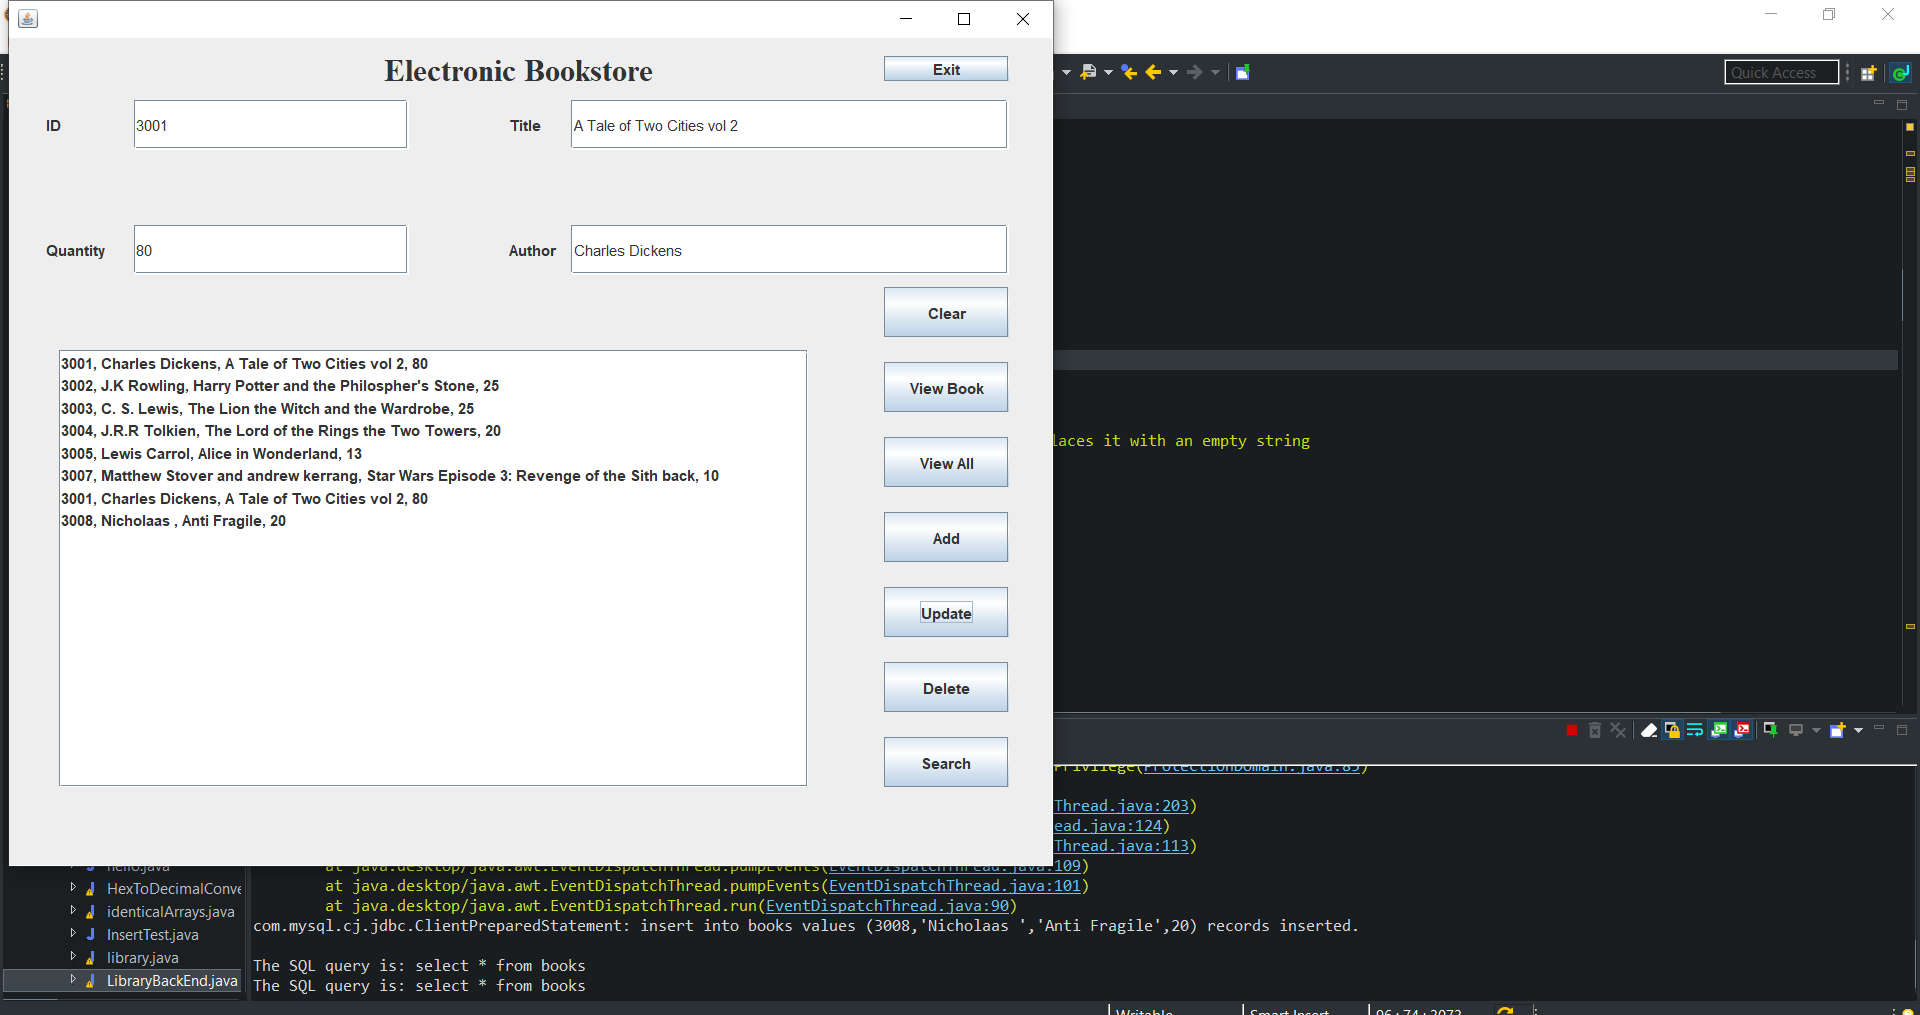 Electronic Bookstore
Exit
ID
3001
Title
A Tale of Two Cities vol 2
Quantity
80
Author
Charles Dickens
Clear
View Book
View All
Add
Update
Delete
Search
3001, Charles Dickens, A Tale of Two Cities vol 2, 80
3002, J.K Rowling, Harry Potter and the Philospher's Stone, 25
3003, C. S. Lewis, The Lion the Witch and the Wardrobe, 25
3004, J.R.R Tolkien, The Lord of the Rings the Two Towers, 20
3005, Lewis Carrol, Alice in Wonderland, 13
3007, Matthew Stover and andrew kerrang, Star Wars Episode 3: Revenge of the Sith back, 10
3001, Charles Dickens, A Tale of Two Cities vol 2, 80
3008, Nicholaas , Anti Fragile, 20
Quick Access
laces it with an empty string
Privilege(ProtectionDomain.java:85)
Thread.java:203)
ead.java:124)
Thread.java:113)
at java.desktop/java.awt.EventDispatchThread.pumpEvents(EventDispatchThread.java:109)
at java.desktop/java.awt.EventDispatchThread.pumpEvents(EventDispatchThread.java:101)
at java.desktop/java.awt.EventDispatchThread.run(EventDispatchThread.java:90)
com.mysql.cj.jdbc.ClientPreparedStatement: insert into books values (3008,'Nicholaas ','Anti Fragile',20) records inserted.
The SQL query is: select * from books
The SQL query is: select * from books
hello.java
HexToDecimalConve
identicalArrays.java
InsertTest.java
library.java
LibraryBackEnd.java
Writable
Smart Insert
96 : 74 : 3073